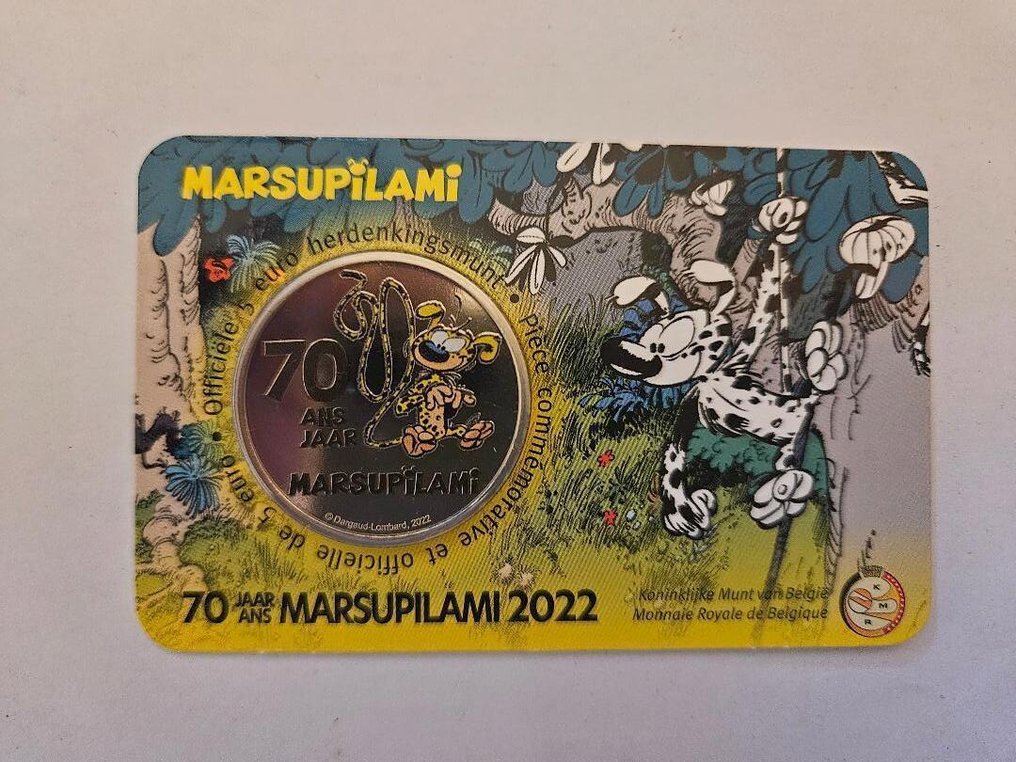 MARSUPiLAMi
• Officiële 5 euro herdenkingsmunt • Pièce commémorative et officielle de 5 euro
70
ANS
JAAR
MARSUPiLAMi
© Dargaud-Lombard, 2022
70 JAAR ANS MARSUPILAMI 2022
Koninklijke Munt van België
Monnaie Royale de Belgique
K
M
R